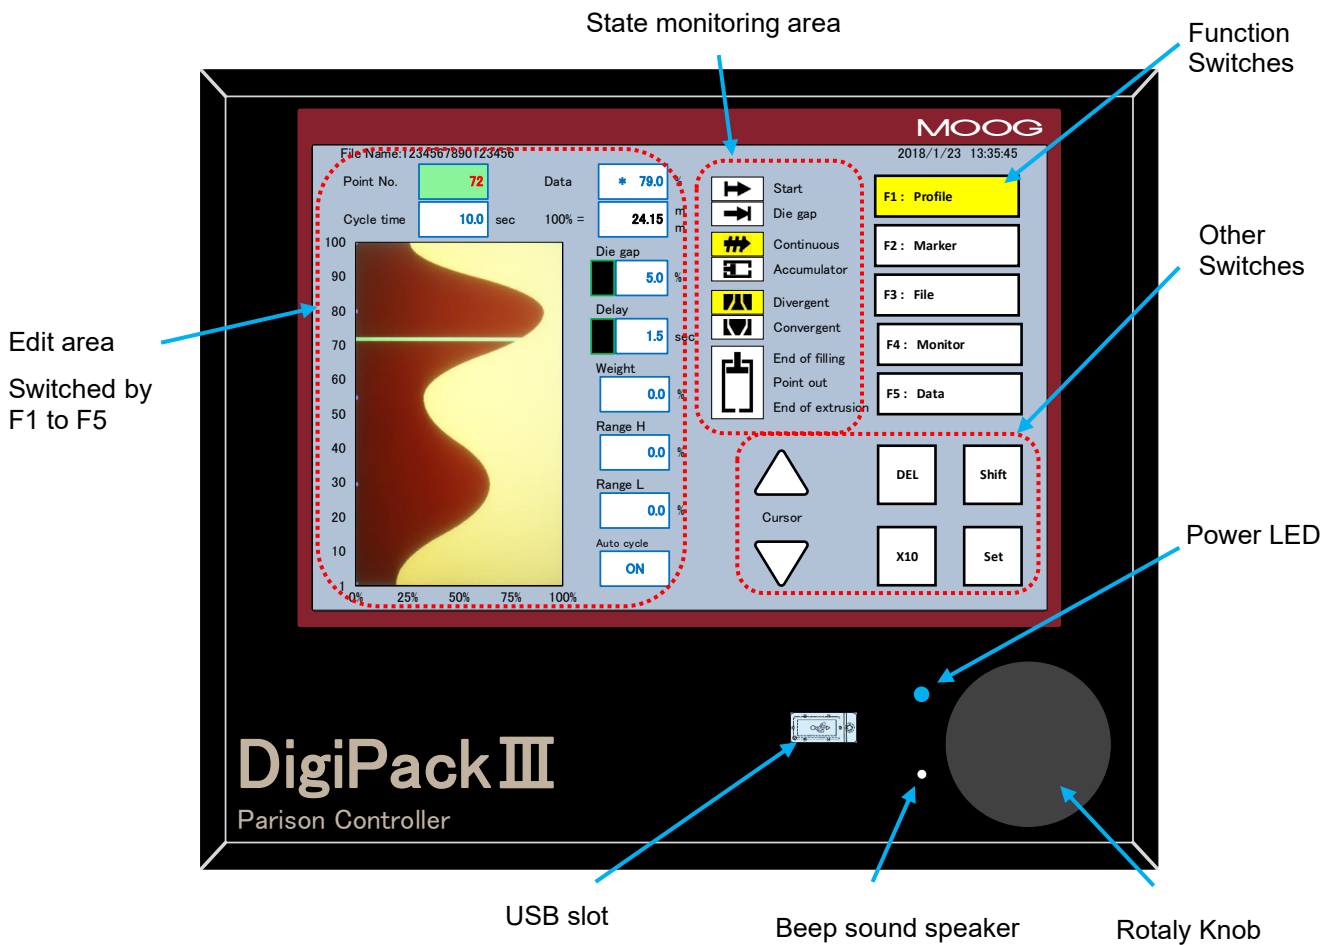 State monitoring area
Function
Switches
MOOG
File Name:1234567890123456
2018/1/23 13:35:45
Point No.
72
Data
* 79.0
%
Cycle time
10.0
sec
100% =
24.15
m
m
100
90
80
70
60
50
40
30
20
10
1
0%
25%
50%
75%
100%
Die gap
5.0
%
Delay
1.5
sec
Weight
0.0
%
Range H
0.0
%
Range L
0.0
%
Auto cycle
ON
Start
Die gap
Continuous
Accumulator
Divergent
Convergent
End of filling
Point out
End of extrusion
F1 : Profile
F2 : Marker
F3 : File
F4 : Monitor
F5 : Data
Cursor
DEL
Shift
X10
Set
Other
Switches
Edit area
Switched by
F1 to F5
Power LED
DigiPackⅢ
Parison Controller
USB slot
Beep sound speaker
Rotaly Knob